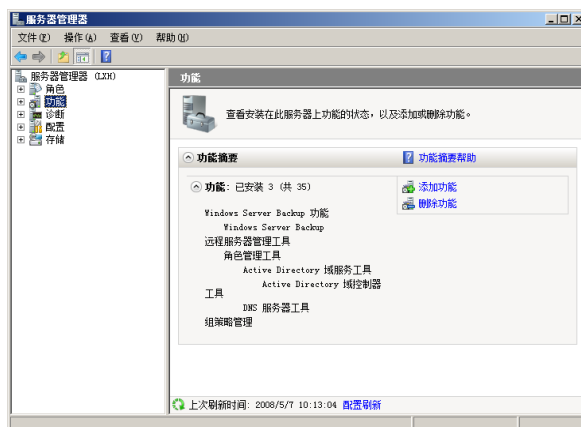 服务器管理器
文件(F) 操作(A) 查看(V) 帮助(H)
服务器管理器 (LXH)
角色
功能
诊断
配置
存储
功能
查看安装在此服务器上功能的状态，以及添加或删除功能。
功能摘要
功能摘要帮助
功能: 已安装 3 (共 35)
添加功能
删除功能
Windows Server Backup 功能
Windows Server Backup
远程服务器管理工具
角色管理工具
Active Directory 域服务工具
Active Directory 域控制器
工具
DNS 服务器工具
组策略管理
上次刷新时间: 2008/5/7 10:13:04 配置刷新